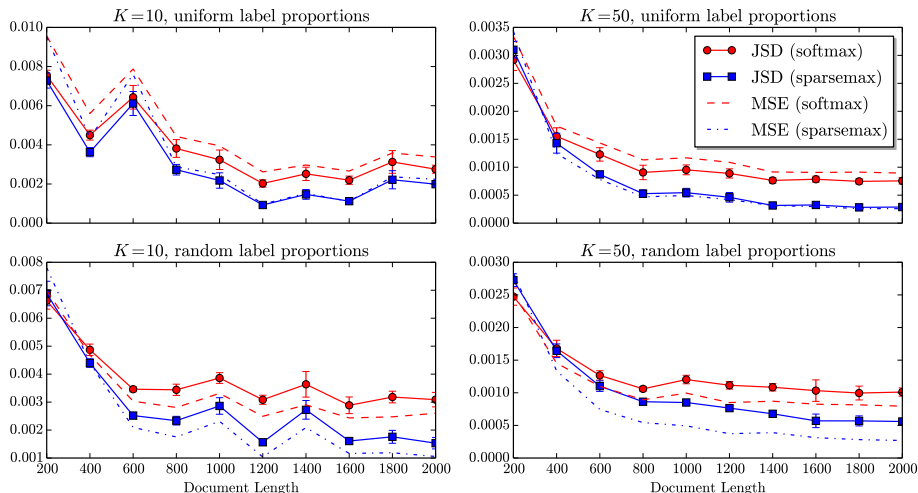 K=10, uniform label proportions
0.010
0.008
0.006
0.004
0.002
0.000
K=50, uniform label proportions
0.0035
0.0030
0.0025
0.0020
0.0015
0.0010
0.0005
0.0000
JSD (softmax)
JSD (sparsemax)
MSE (softmax)
MSE (sparsemax)
K=10, random label proportions
0.008
0.007
0.006
0.005
0.004
0.003
0.002
0.001
200 400 600 800 1000 1200 1400 1600 1800 2000
Document Length
K=50, random label proportions
0.0030
0.0025
0.0020
0.0015
0.0010
0.0005
0.0000
200 400 600 800 1000 1200 1400 1600 1800 2000
Document Length